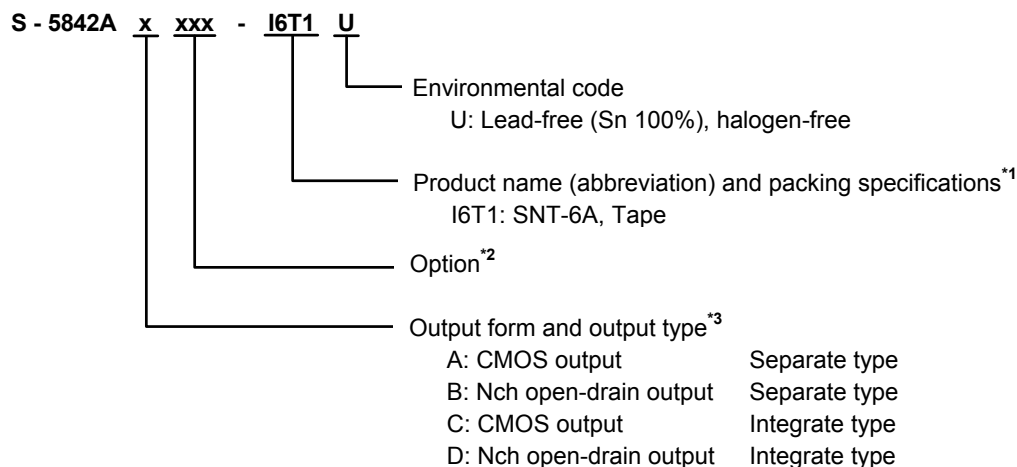 S - 5842A x xxx - I6T1 U
Environmental code
U: Lead-free (Sn 100%), halogen-free
Product name (abbreviation) and packing specifications*1
I6T1: SNT-6A, Tape
Option*2
Output form and output type*3
A: CMOS output Separate type
B: Nch open-drain output Separate type
C: CMOS output Integrate type
D: Nch open-drain output Integrate type